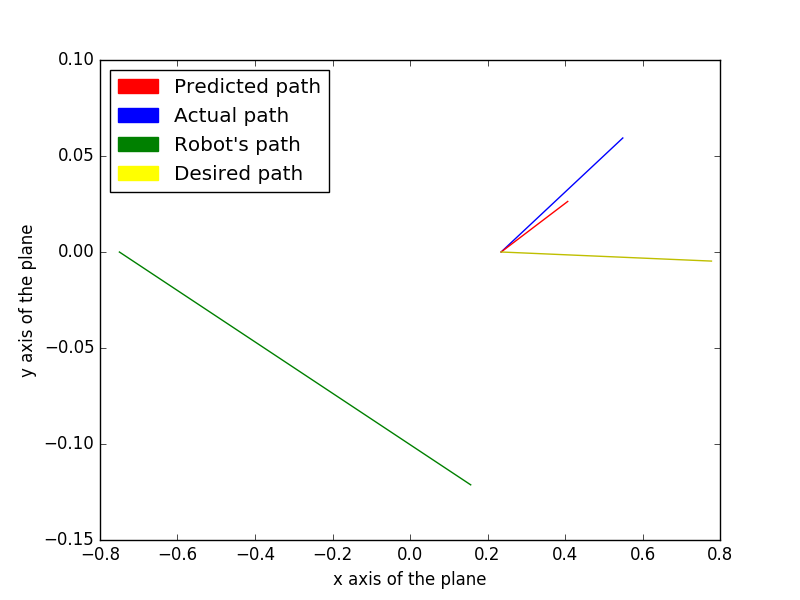 0.10
0.05
0.00
−0.05
−0.10
−0.15
y axis of the plane
Predicted path
Actual path
Robot's path
Desired path
−0.8 −0.6 −0.4 −0.2 0.0 0.2 0.4 0.6 0.8
x axis of the plane